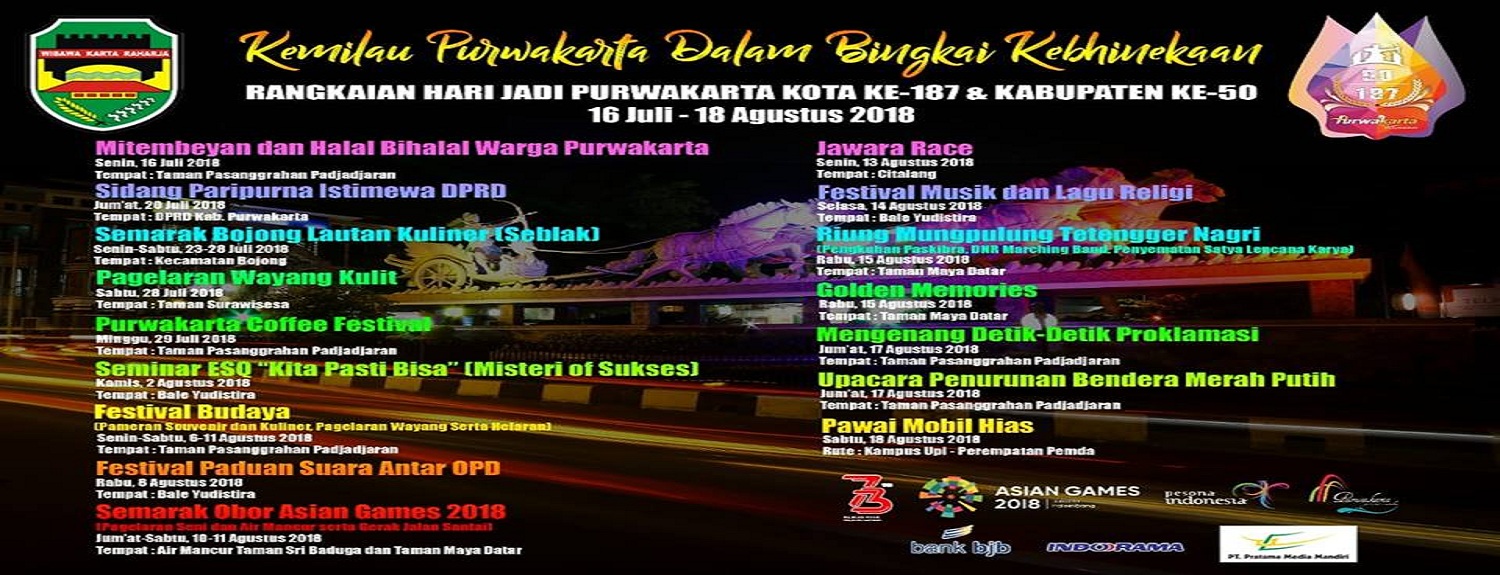 WIBAWA KARTA RAHARJA
Kemilau Purwakarta Dalam Bingkai Kebhinekaan
RANGKAIAN HARI JADI PURWAKARTA KOTA KE-187 & KABUPATEN KE-50
16 Juli - 18 Agustus 2018
50
187
Purwakarta
Mitembeyan dan Halal Bihalal Warga Purwakarta
Senin, 16 Juli 2018
Tempat : Taman Pasanggrahan Padjadjaran
Sidang Paripurna Istimewa DPRD
Jum'at, 20 Juli 2018
Tempat : DPRD Kab. Purwakarta
Semarak Bojong Lautan Kuliner (Seblak)
Senin-Sabtu, 23-28 Juli 2018
Tempat : Kecamatan Bojong
Pagelaran Wayang Kulit
Sabtu, 28 Juli 2018
Tempat : Taman Surawisesa
Purwakarta Coffee Festival
Minggu, 29 Juli 2018
Tempat : Taman Pasanggrahan Padjadjaran
Seminar ESQ "Kita Pasti Bisa" (Misteri of Sukses)
Kamis, 2 Agustus 2018
Tempat : Bale Yudistira
Festival Budaya
(Pameran Souvenir dan Kuliner, Pagelaran Wayang Serta Helaran)
Senin-Sabtu, 6-11 Agustus 2018
Tempat : Taman Pasanggrahan Padjadjaran
Festival Paduan Suara Antar OPD
Rabu, 8 Agustus 2018
Tempat : Bale Yudistira
Semarak Obor Asian Games 2018
(Pagelaran Seni dan Air Mancur serta Gerak Jalan Santai)
Jum'at-Sabtu, 10-11 Agustus 2018
Tempat : Air Mancur Taman Sri Baduga dan Taman Maya Datar
Jawara Race
Senin, 13 Agustus 2018
Tempat : Citalang
Festival Musik dan Lagu Religi
Selasa, 14 Agustus 2018
Tempat : Bale Yudistira
Riung Mungpulung Tetengger Nagri
(Pengkuhan Paskibra, DHR Marching Band, Penyematan Satya Lencana Karya)
Rabu, 15 Agustus 2018
Tempat : Taman Maya Datar
Golden Memories
Rabu, 15 Agustus 2018
Tempat : Taman Maya Datar
Mengenang Detik-Detik Proklamasi
Jum'at, 17 Agustus 2018
Tempat : Taman Pasanggrahan Padjadjaran
Upacara Penurunan Bendera Merah Putih
Jum'at, 17 Agustus 2018
Tempat : Taman Pasanggrahan Padjadjaran
Pawai Mobil Hias
Sabtu, 18 Agustus 2018
Rute : Kampus Upi - Perempatan Pemda
73
ASIAN GAMES
2018
pesona
indonesia
Purwakarta
bank bjb
INDORAMA
PT. Pratama Media Mandiri